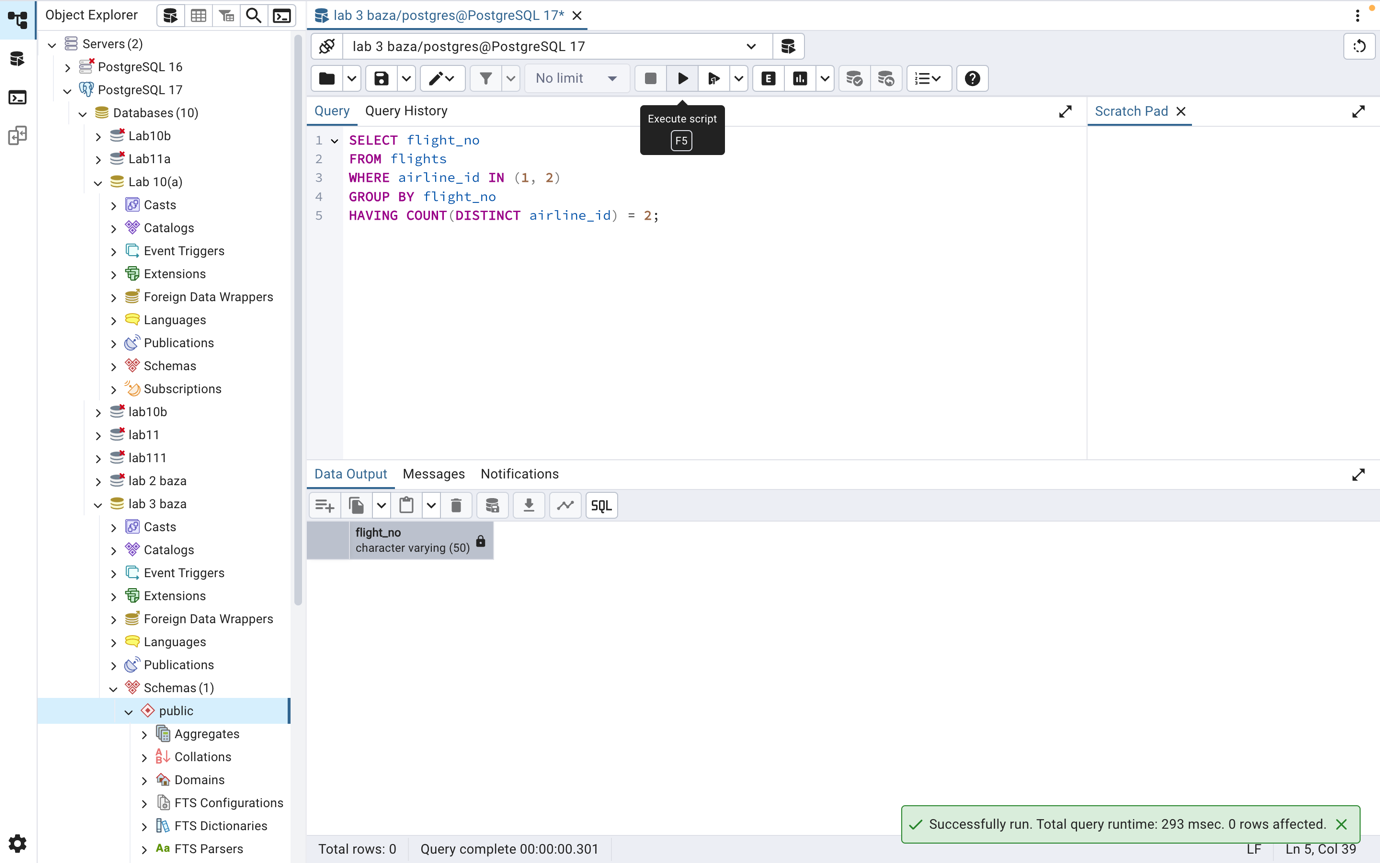 Object Explorer
lab 3 baza/postgres@PostgreSQL 17*
Servers (2)
PostgreSQL 16
PostgreSQL 17
Databases (10)
Lab10b
Lab11a
Lab 10(a)
Casts
Catalogs
Event Triggers
Extensions
Foreign Data Wrappers
Languages
Publications
Schemas
Subscriptions
lab10b
lab11
lab111
lab 2 baza
lab 3 baza
Casts
Catalogs
Event Triggers
Extensions
Foreign Data Wrappers
Languages
Publications
Schemas (1)
public
Aggregates
Collations
Domains
FTS Configurations
FTS Dictionaries
Aa FTS Parsers
lab 3 baza/postgres@PostgreSQL 17
No limit
E
Query
Query History
Execute script
F5
Scratch Pad
1 SELECT flight_no
2 FROM flights
3 WHERE airline_id IN (1, 2)
4 GROUP BY flight_no
5 HAVING COUNT(DISTINCT airline_id) = 2;
Data Output
Messages
Notifications
SQL
flight_no
character varying (50)
Successfully run. Total query runtime: 293 msec. 0 rows affected.
Total rows: 0
Query complete 00:00:00.301
LF
Ln 5, Col 39